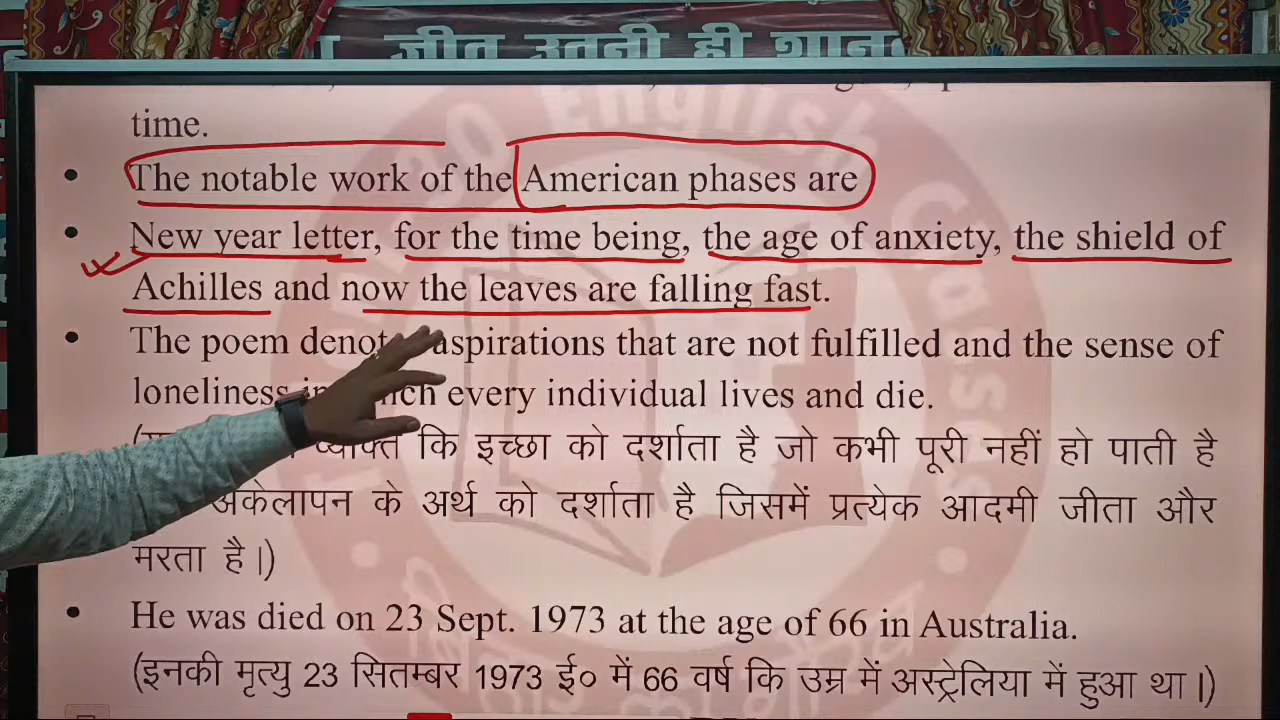 जीत उतनी ही शान
time.
• The notable work of the American phases are
• New year letter, for the time being, the age of anxiety, the shield of
Achilles and now the leaves are falling fast.
• The poem aspirations that are not fulfilled and the sense of
loneliness every individual lives and die.
कि इच्छा को दर्शाता है जो कभी पूरी नहीं हो पाती है
अकेलापन के अर्थ को दर्शाता है जिसमें प्रत्येक आदमी जीता और
मरता है।)
• He was died on 23 Sept. 1973 at the age of 66 in Australia.
(इनकी मृत्यु 23 सितम्बर 1973 ई० में 66 वर्ष कि उम्र में अस्ट्रेलिया में हुआ था।)